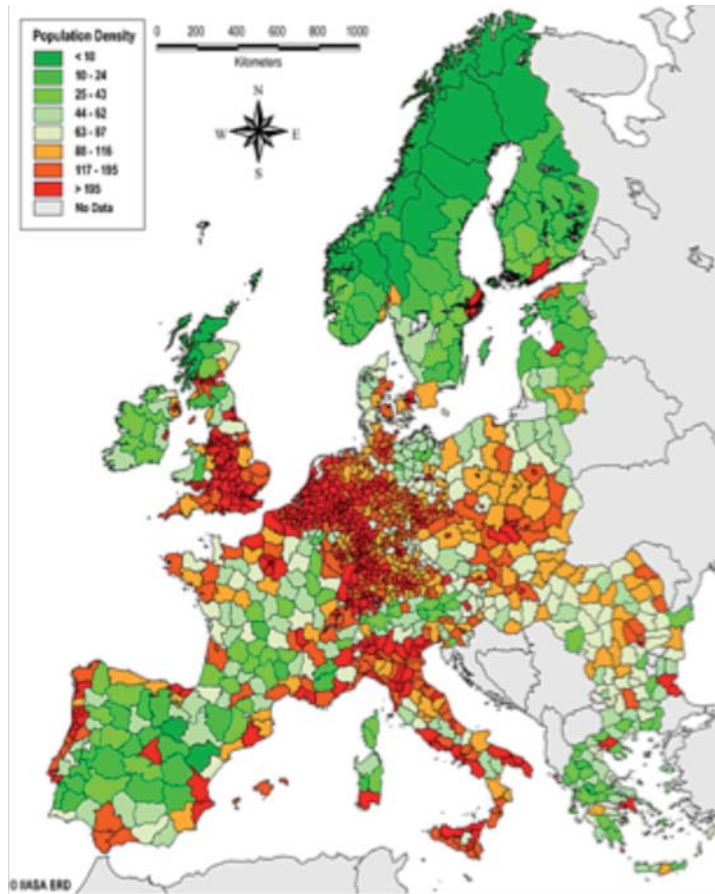 Population Density
< 10
10 - 24
25 - 43
44 - 62
63 - 87
88 - 116
117 - 195
> 195
No Data
0 200 400 600 800 1000
Kilometers
N
W E
S
© IIASA ERD